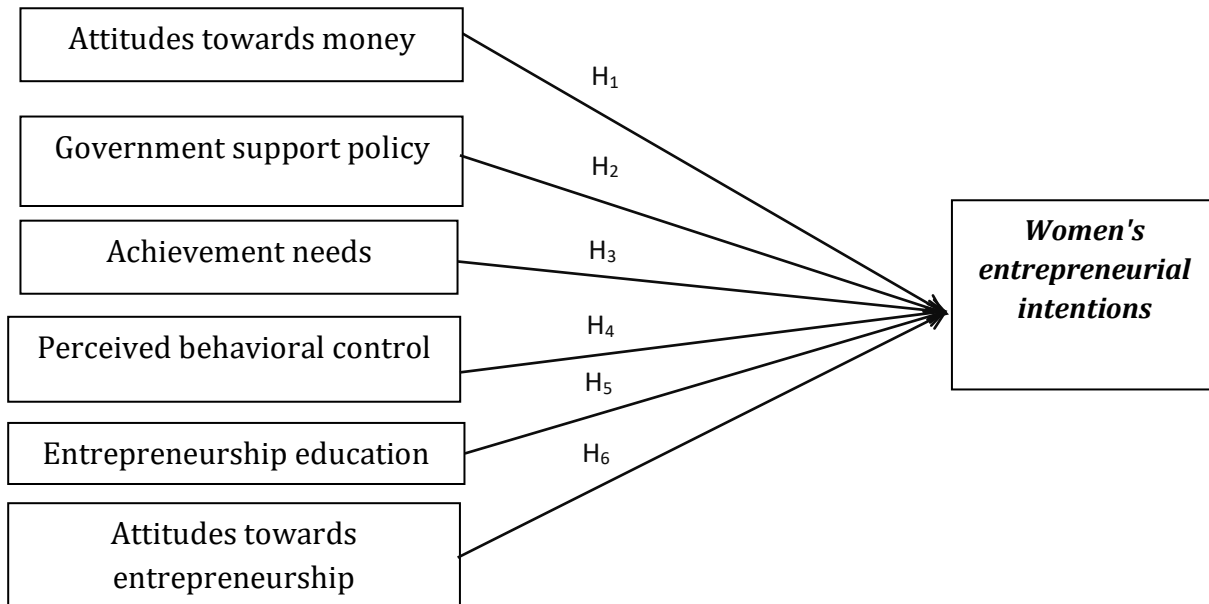 Attitudes towards money
H1
Government support policy
H2
Achievement needs
H3
Perceived behavioral control
H4
Entrepreneurship education
H5
Attitudes towards
entrepreneurship
H6
Women's
entrepreneurial
intentions